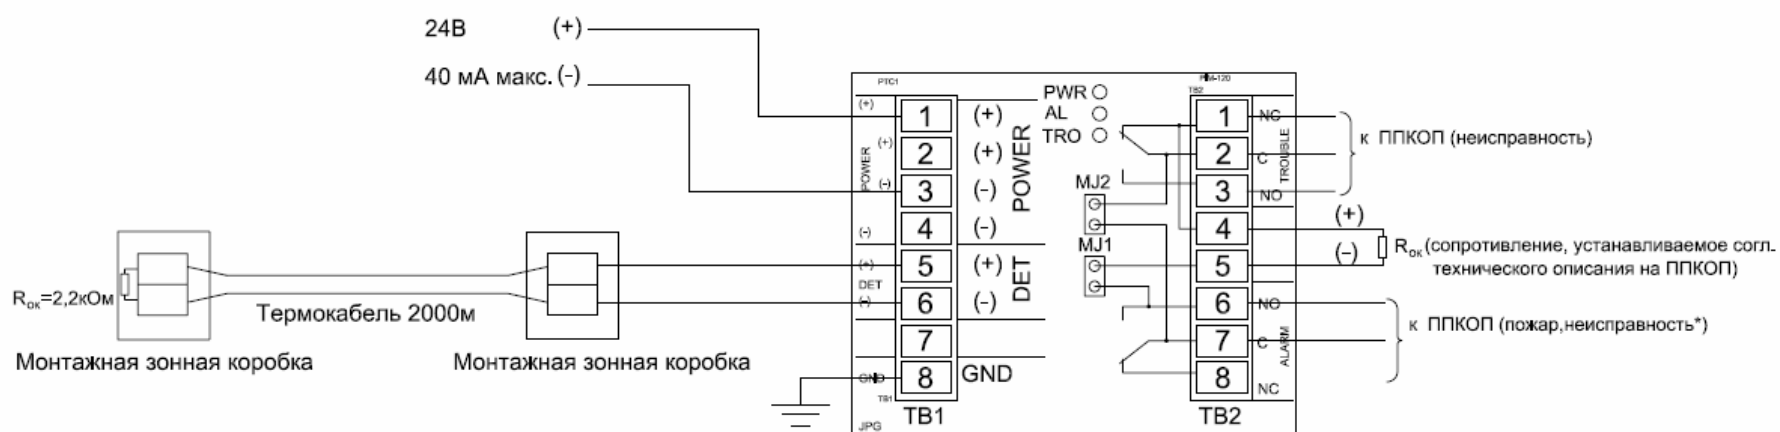 24В (+)
40 мА макс. (-)
PTC1
PIM-120
TB2
PWR
AL
TRO
MJ2
MJ1
(+)
(+)
(-)
(-)
(+)
(-)
POWER
DET
GND
TB1
JPG
1
2
3
4
5
6
7
8
(+)
(+)
(-)
(-)
POWER
(+)
(-)
DET
GND
TB1
1
2
3
4
5
6
7
8
TB2
NC
C
NO
TROUBLE
NO
C
NC
ALARM
к ППКОП (неисправность)
(+)
(-)
Rок (сопротивление, устанавливаемое согл.
технического описания на ППКОП)
к ППКОП (пожар,неисправность*)
Rок=2,2кОм
Термокабель 2000м
Монтажная зонная коробка
Монтажная зонная коробка